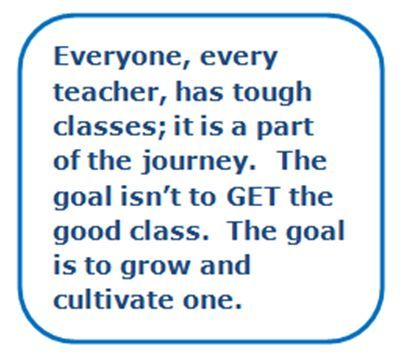 Everyone, every
teacher, has tough
classes; it is a part
of the journey.  The
goal isn’t to GET the
good class.  The goal
is to grow and
cultivate one.